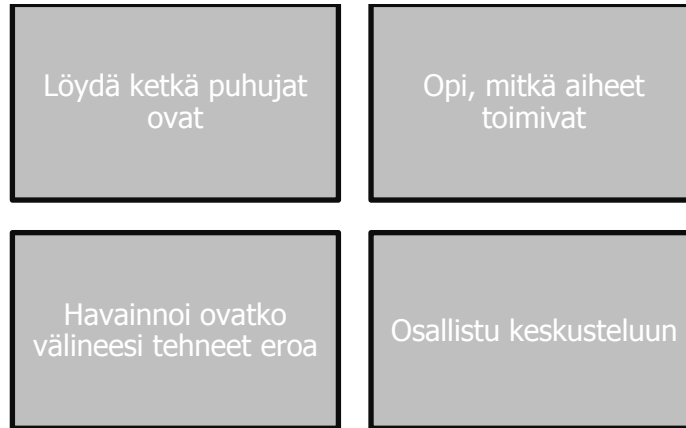 Löydä ketkä puhujat
ovat
Opi, mitkä aiheet
toimivat
Havainnoi ovatko
välineesi tehneet eroa
Osallistu keskusteluun